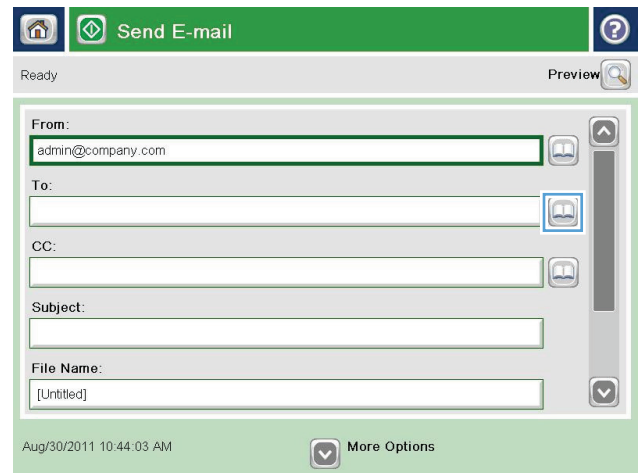 Send E-mail
?
Ready
Preview
From:
admin@company.com
To:
CC:
Subject:
File Name:
[Untitled]
Aug/30/2011 10:44:03 AM
More Options